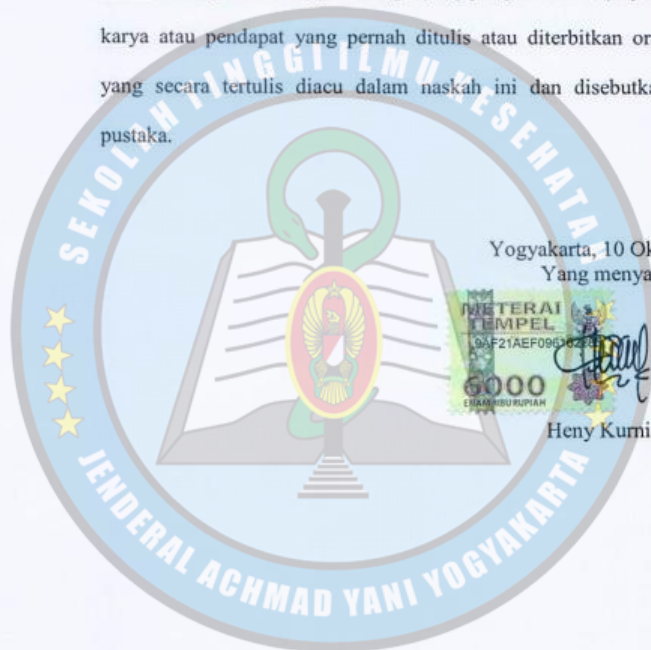 karya atau pendapat yang pernah ditulis atau diterbitkan or
yang secara tertulis diacu dalam naskah ini dan disebutka
pustaka.
SEKOLAH TINGGI ILMU KESEHATAN
Yogyakarta, 10 Ok
Yang menya
METERAI
TEMPEL
6000
ENAM RIBU RUPIAH
Heny Kurni
JENDERAL ACHMAD YANI YOGYAKARTA